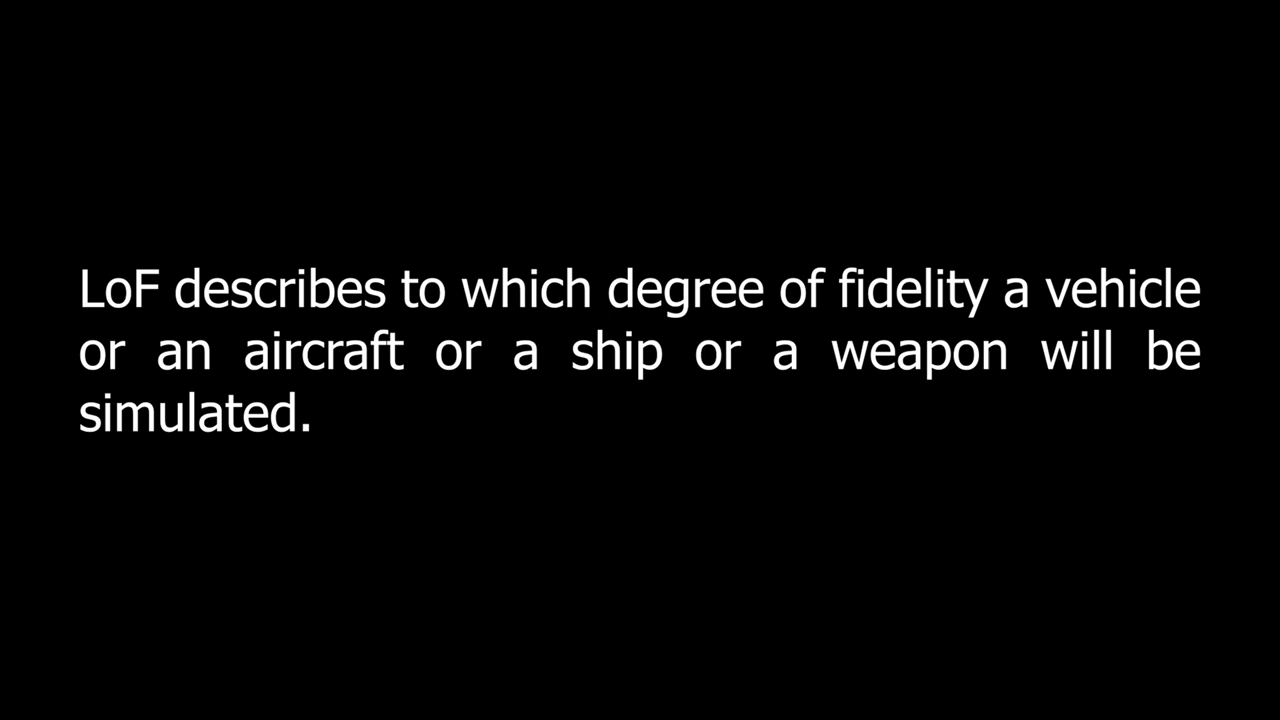 LoF describes to which degree of fidelity a vehicle
or an aircraft or a ship or a weapon will be
simulated.